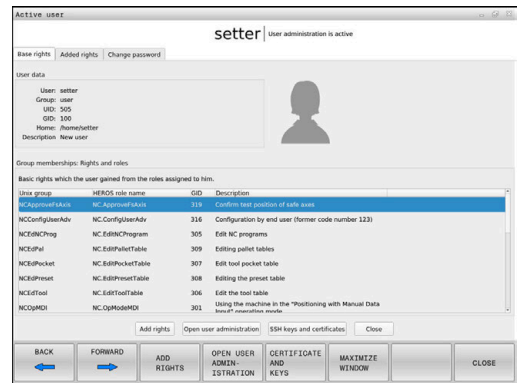 Active user
setter User administration is active
Base rights Added rights Change password
User data
User: setter
Group: user
UID: 505
GID: 100
Home: /home/setter
Description New user
Group memberships: Rights and roles
Basic rights which the user gained from the roles assigned to him.
Unix group HEROS role name GID Description
NCApproveFsAxis NC.ApproveFsAxis 319 Confirm test position of safe axes
NCConfigUserAdv NC.ConfigUserAdv 316 Configuration by end user (former code number 123)
NCEdNCProg NC.EditNCProgram 305 Edit NC programs
NCEdPal NC.EditPalletTable 309 Editing pallet tables
NCEdPocket NC.EditPocketTable 307 Edit tool pocket table
NCEdPreset NC.EditPresetTable 308 Editing the preset table
NCEdTool NC.EditToolTable 306 Edit the tool table
NCOpMDI NC.OpModeMDI 301 Using the machine in the "Positioning with Manual Data
Input" operating mode
Add rights Open user administration SSH keys and certificates Close
BACK FORWARD ADD RIGHTS OPEN USER ADMIN- ISTRATION CERTIFICATE AND KEYS MAXIMIZE WINDOW CLOSE